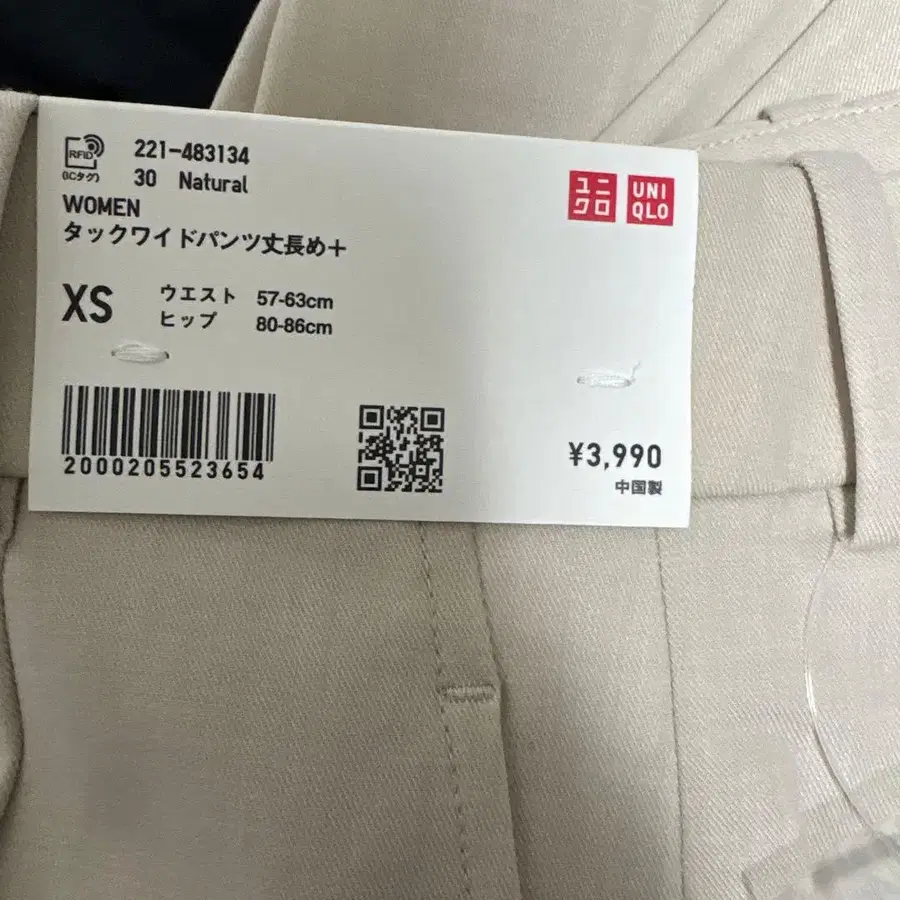 RFID
(ICタグ)
221-483134
30 Natural
WOMEN
タックワイドパンツ丈長め+
ユニ
クロ
UNI
QLO
XS
ウエスト 57-63cm
ヒップ 80-86cm
2000205523654
¥3,990
中国製